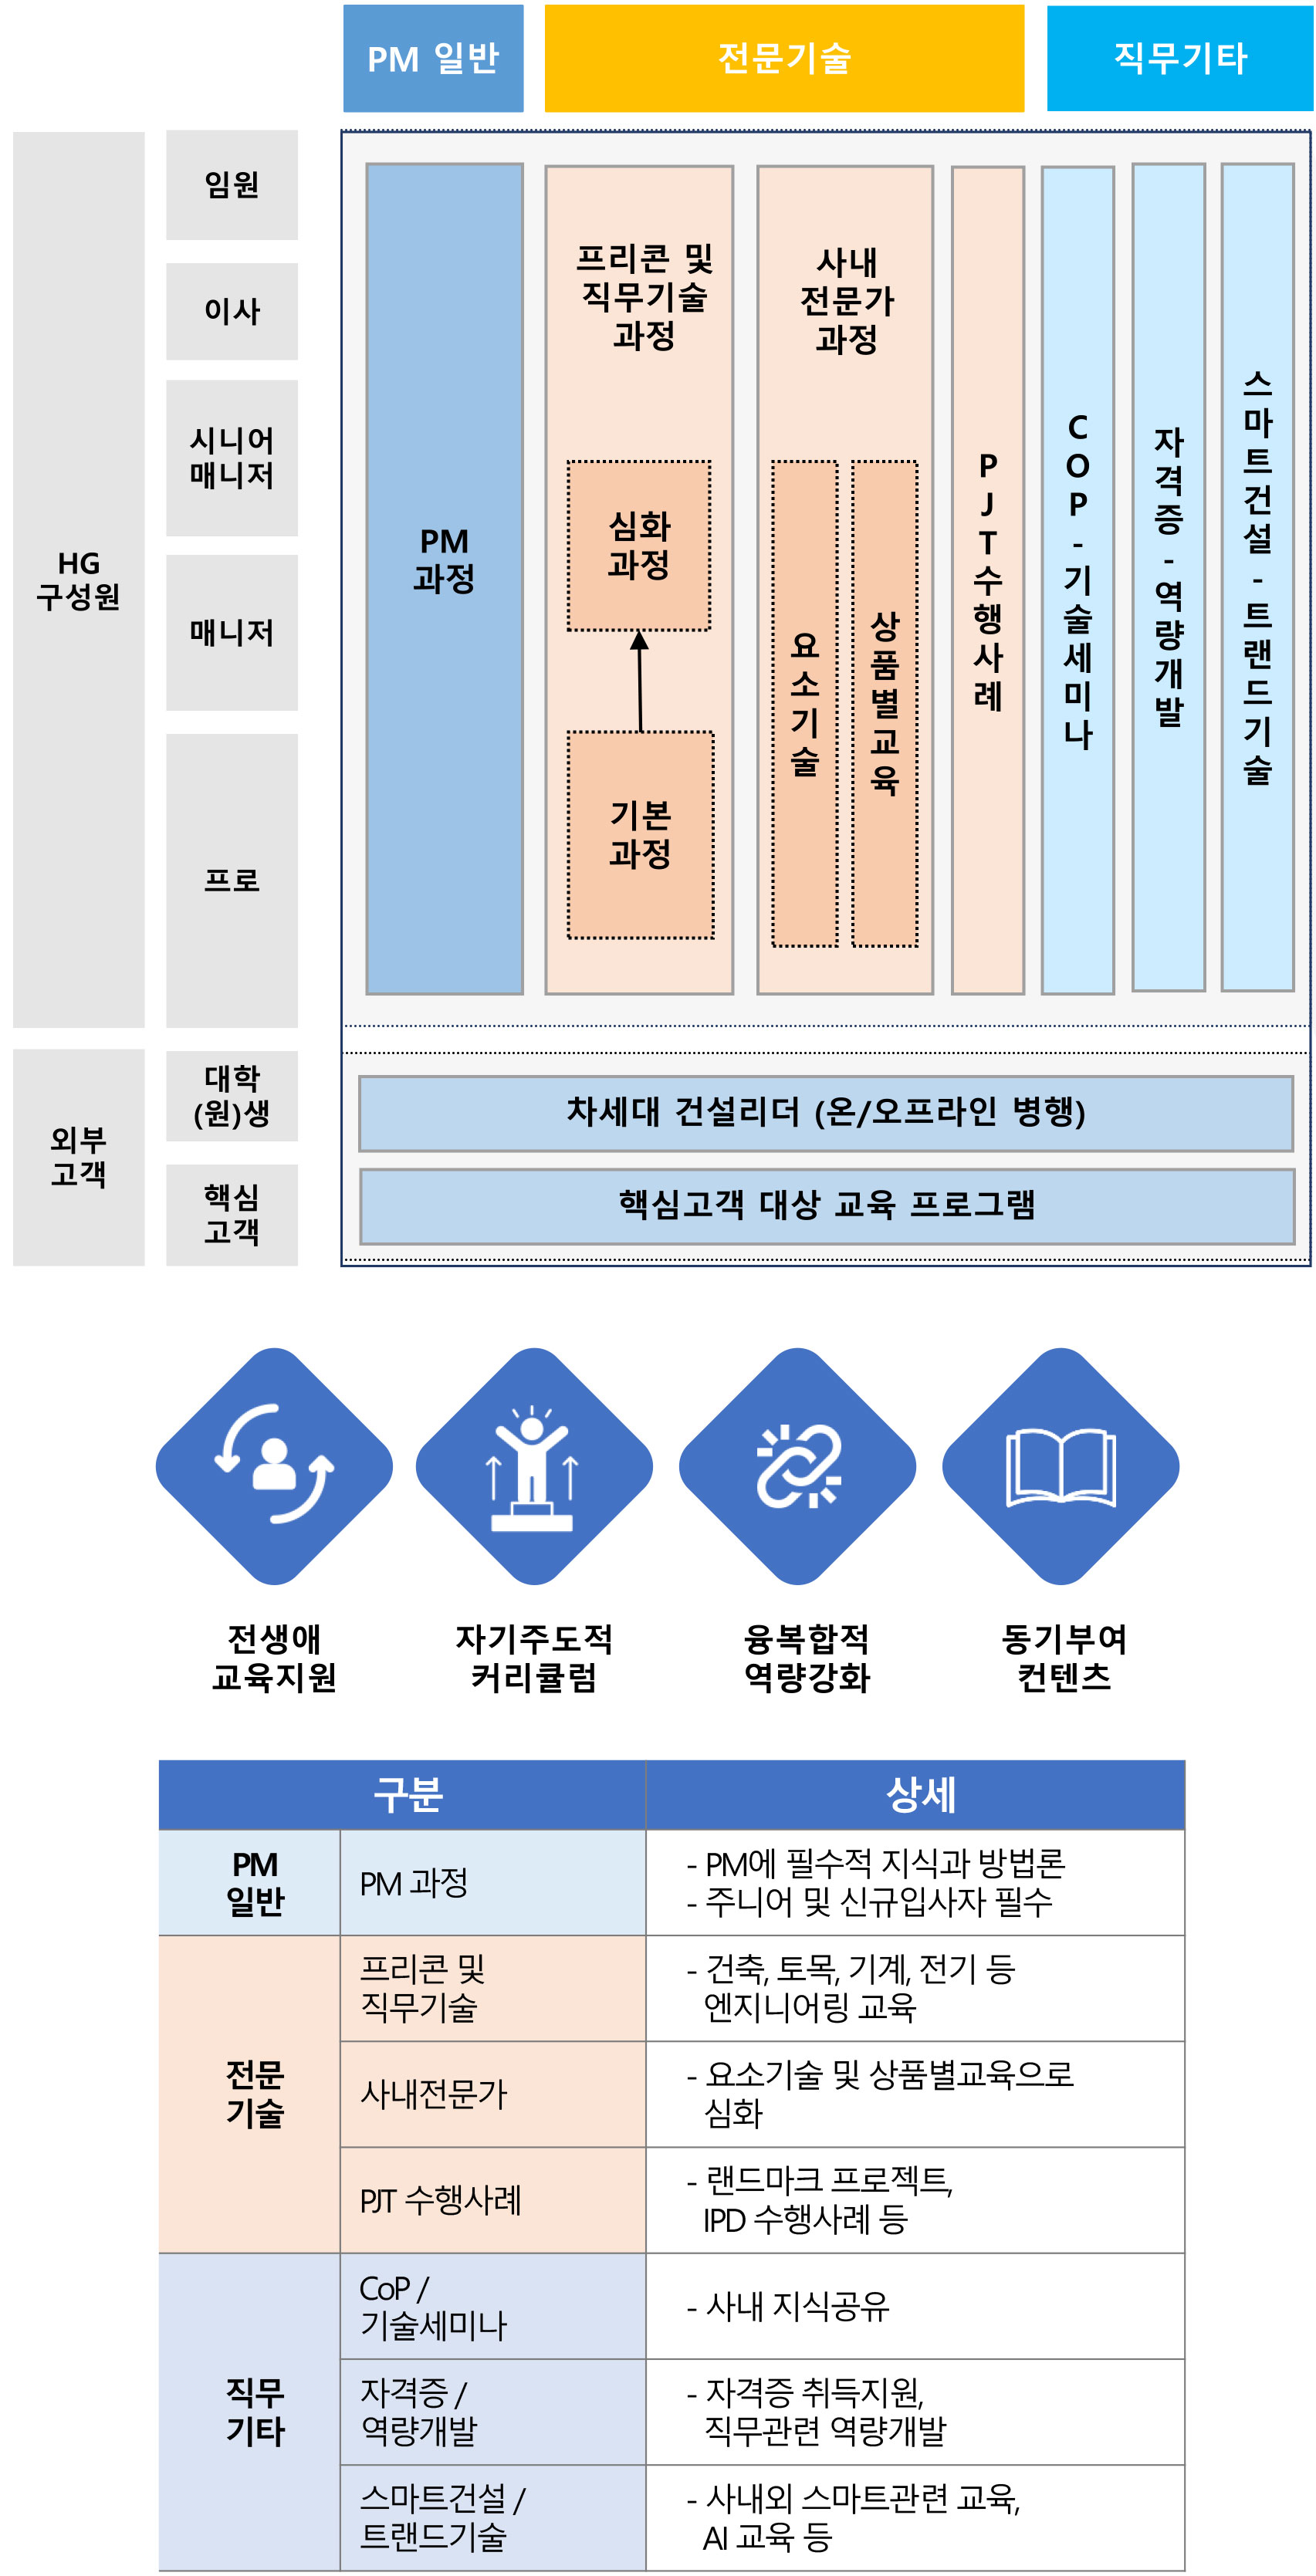 PM 일반
전문기술
직무기타
HG
구성원
임원
이사
시니어
매니저
매니저
프로
PM
과정
프리콘 및
직무기술
과정
심화
과정
기본
과정
사내
전문가
과정
요소기술
상품별교육
PJT수행사례
COP-기술세미나
자격증-역량개발
스마트건설-트랜드기술
외부
고객
대학
(원)생
차세대 건설리더 (온/오프라인 병행)
핵심
고객
핵심고객 대상 교육 프로그램
전생애
교육지원
자기주도적
커리큘럼
융복합적
역량강화
동기부여
컨텐츠
구분
상세
PM
일반
PM 과정
- PM에 필수적 지식과 방법론
- 주니어 및 신규입사자 필수
전문
기술
프리콘 및
직무기술
- 건축, 토목, 기계, 전기 등
엔지니어링 교육
사내전문가
- 요소기술 및 상품별교육으로
심화
PJT 수행사례
- 랜드마크 프로젝트,
IPD 수행사례 등
직무
기타
CoP /
기술세미나
- 사내 지식공유
자격증 /
역량개발
- 자격증 취득지원,
직무관련 역량개발
스마트건설 /
트랜드기술
- 사내외 스마트관련 교육,
AI 교육 등